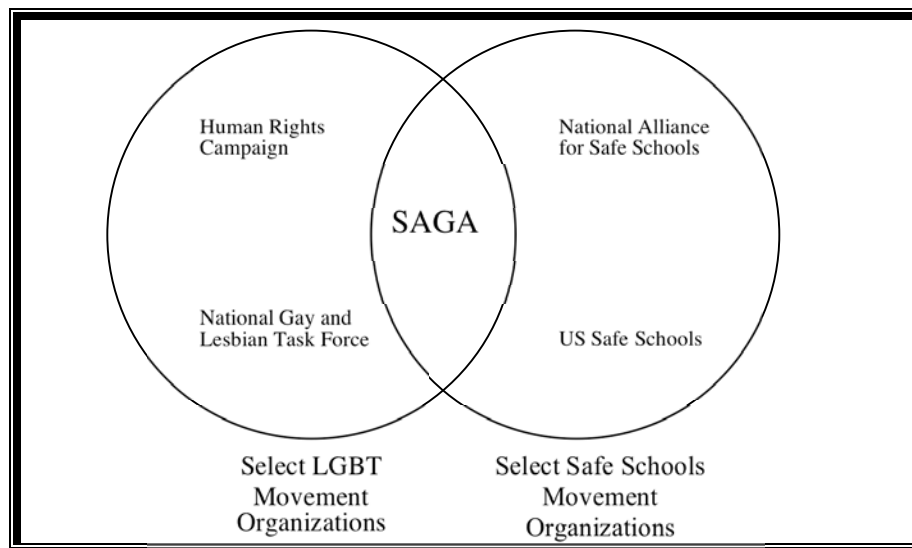 Human Rights
Campaign
National Alliance
for Safe Schools
SAGA
National Gay and
Lesbian Task Force
US Safe Schools
Select LGBT
Movement
Organizations
Select Safe Schools
Movement
Organizations